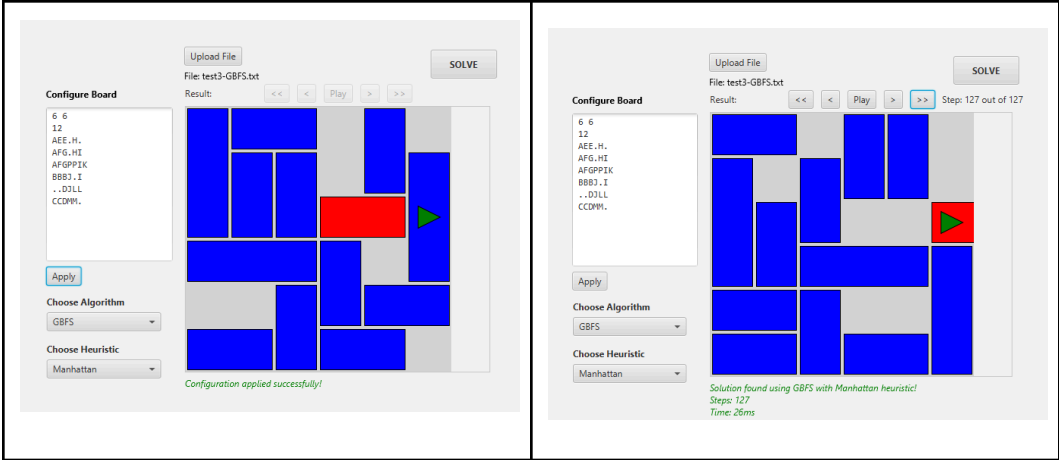 Upload File
SOLVE
File: test3-GBFS.txt
Configure Board
Result:
<<
<
Play
>
>>
6 6
12
AEE.H.
AFG.HI
AFGPPIK
BBBJ.I
..DJLL
CCDMM.
Apply
Choose Algorithm
GBFS
Choose Heuristic
Manhattan
Configuration applied successfully!
Upload File
SOLVE
File: test3-GBFS.txt
Configure Board
Result:
<<
<
Play
>
>>
Step: 127 out of 127
6 6
12
AEE.H.
AFG.HI
AFGPPIK
BBBJ.I
..DJLL
CCDMM.
Apply
Choose Algorithm
GBFS
Choose Heuristic
Manhattan
Solution found using GBFS with Manhattan heuristic!
Steps: 127
Time: 26ms